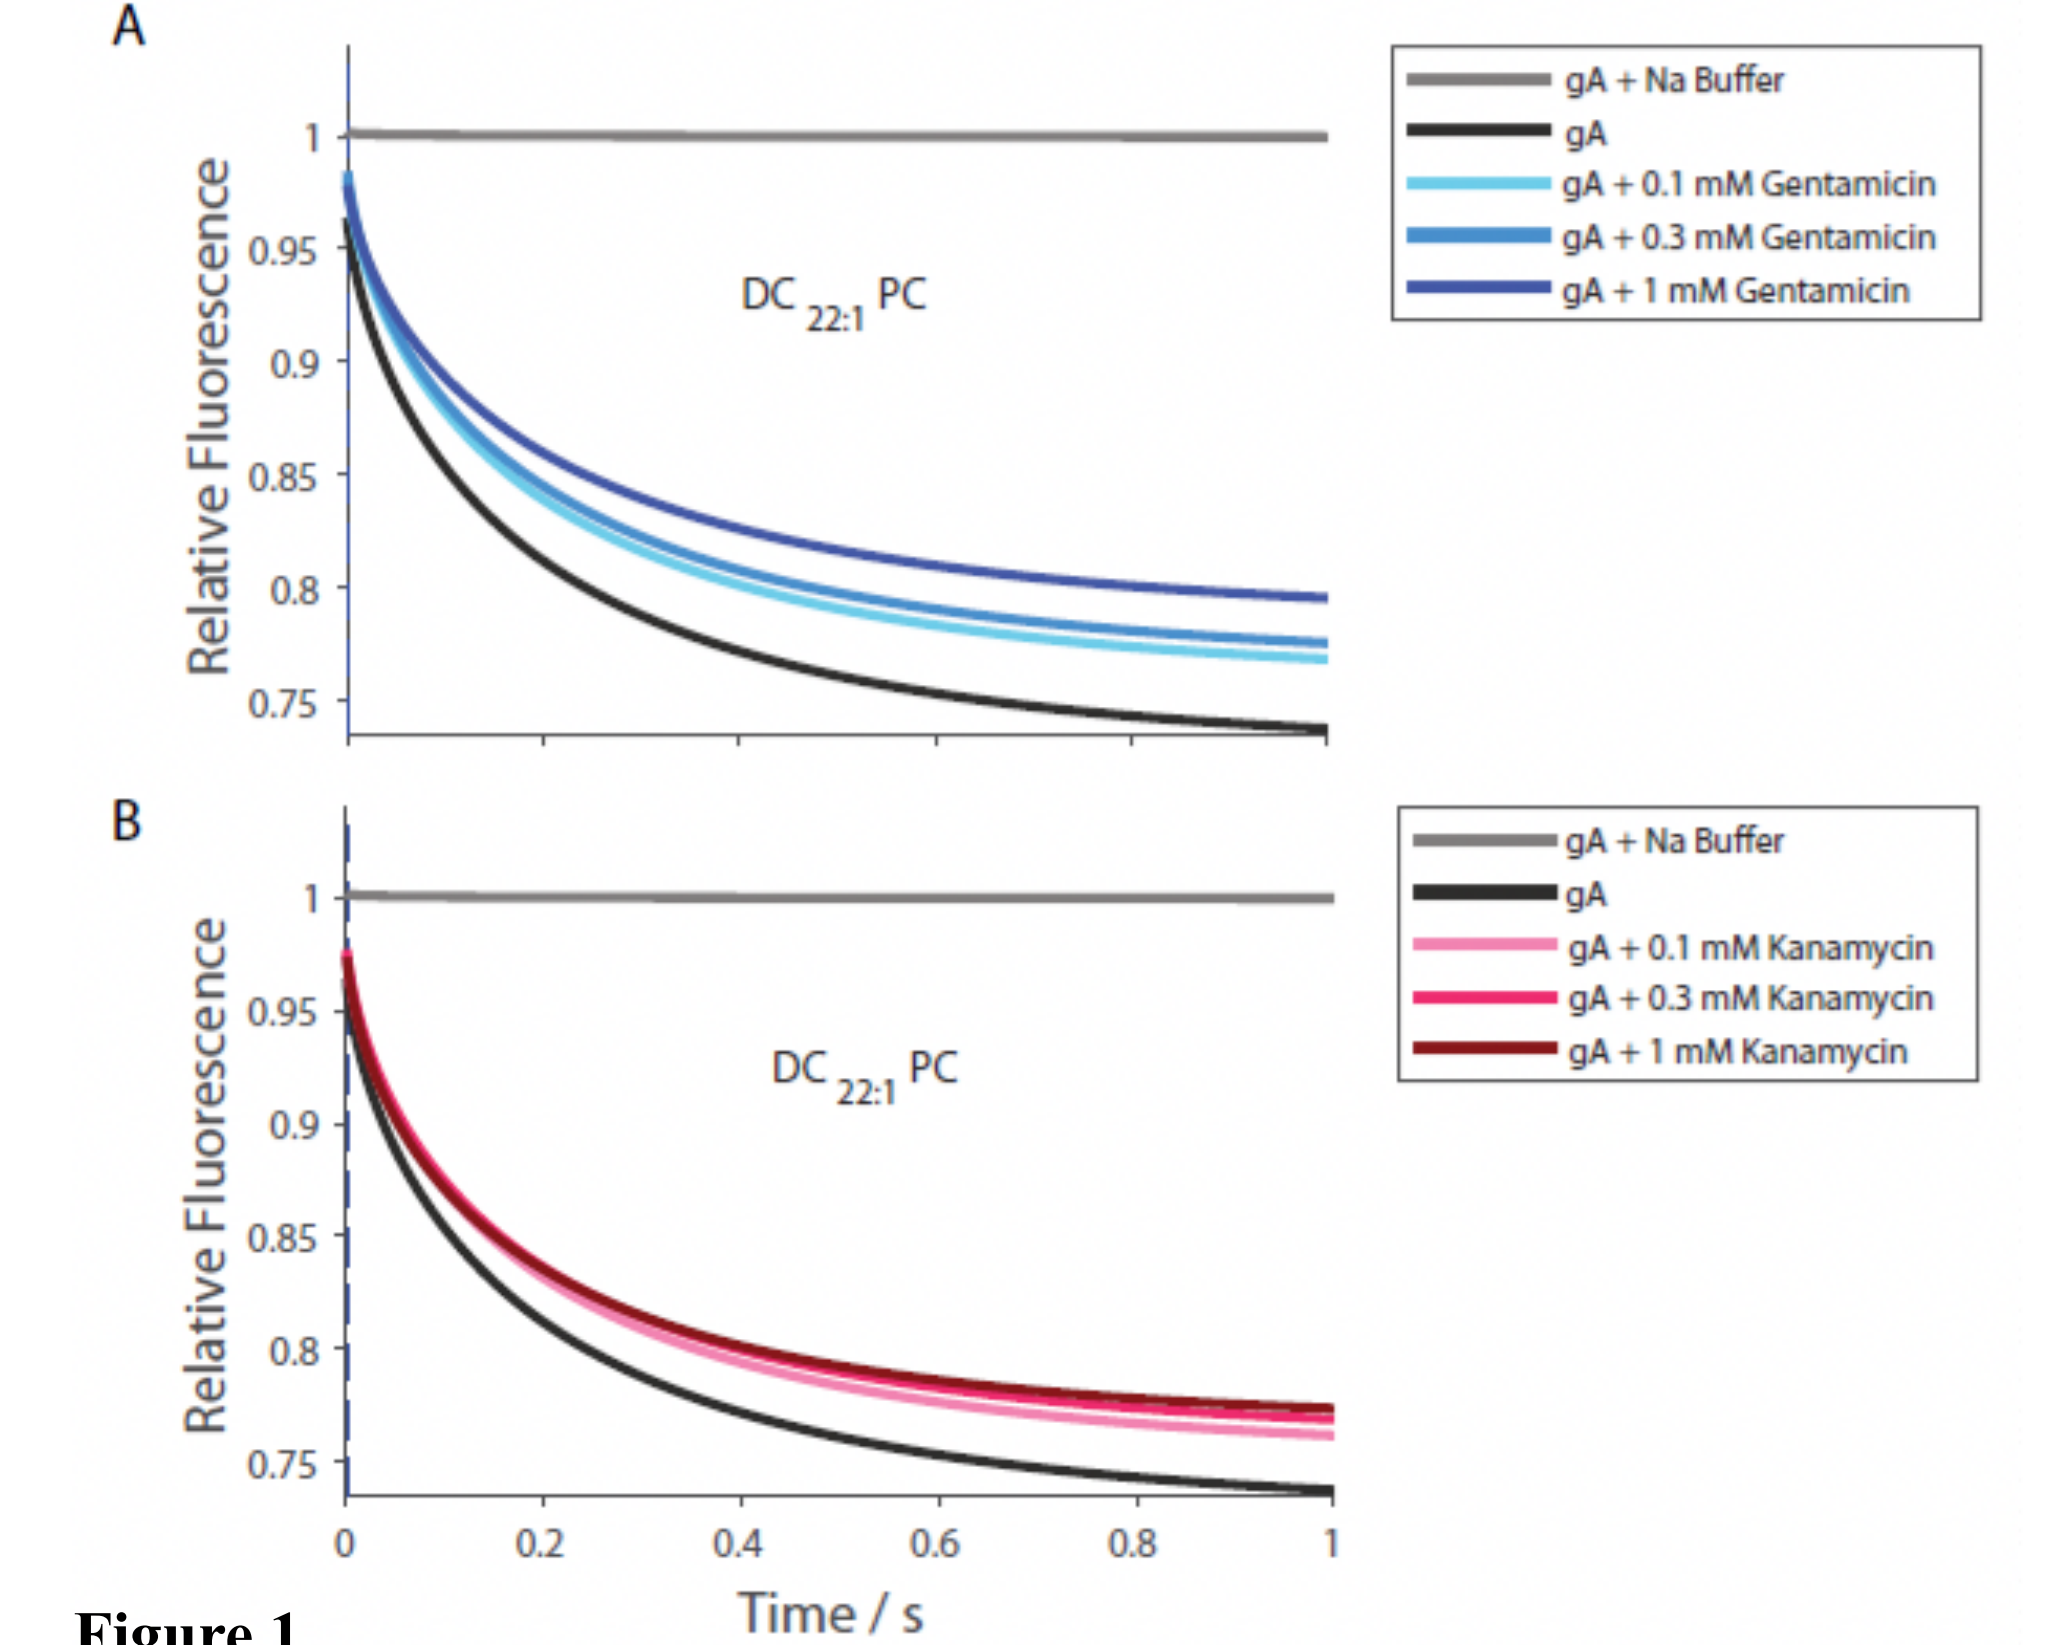 A
Relative Fluorescence
1
0.95
0.9
0.85
0.8
0.75
DC 22:1 PC
gA + Na Buffer
gA
gA + 0.1 mM Gentamicin
gA + 0.3 mM Gentamicin
gA + 1 mM Gentamicin
B
Relative Fluorescence
1
0.95
0.9
0.85
0.8
0.75
DC 22:1 PC
gA + Na Buffer
gA
gA + 0.1 mM Kanamycin
gA + 0.3 mM Kanamycin
gA + 1 mM Kanamycin
0 0.2 0.4 0.6 0.8 1
Time / s
Figure 1